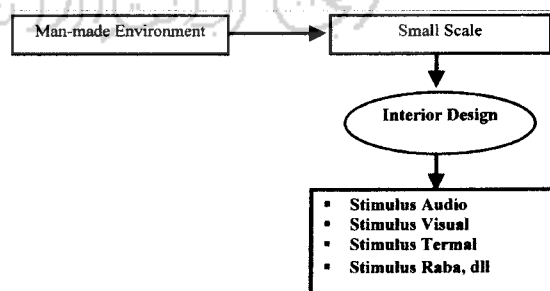 Man-made Environment
Small Scale
Interior Design
▪ Stimulus Audio
▪ Stimulus Visual
▪ Stimulus Termal
▪ Stimulus Raba, dll